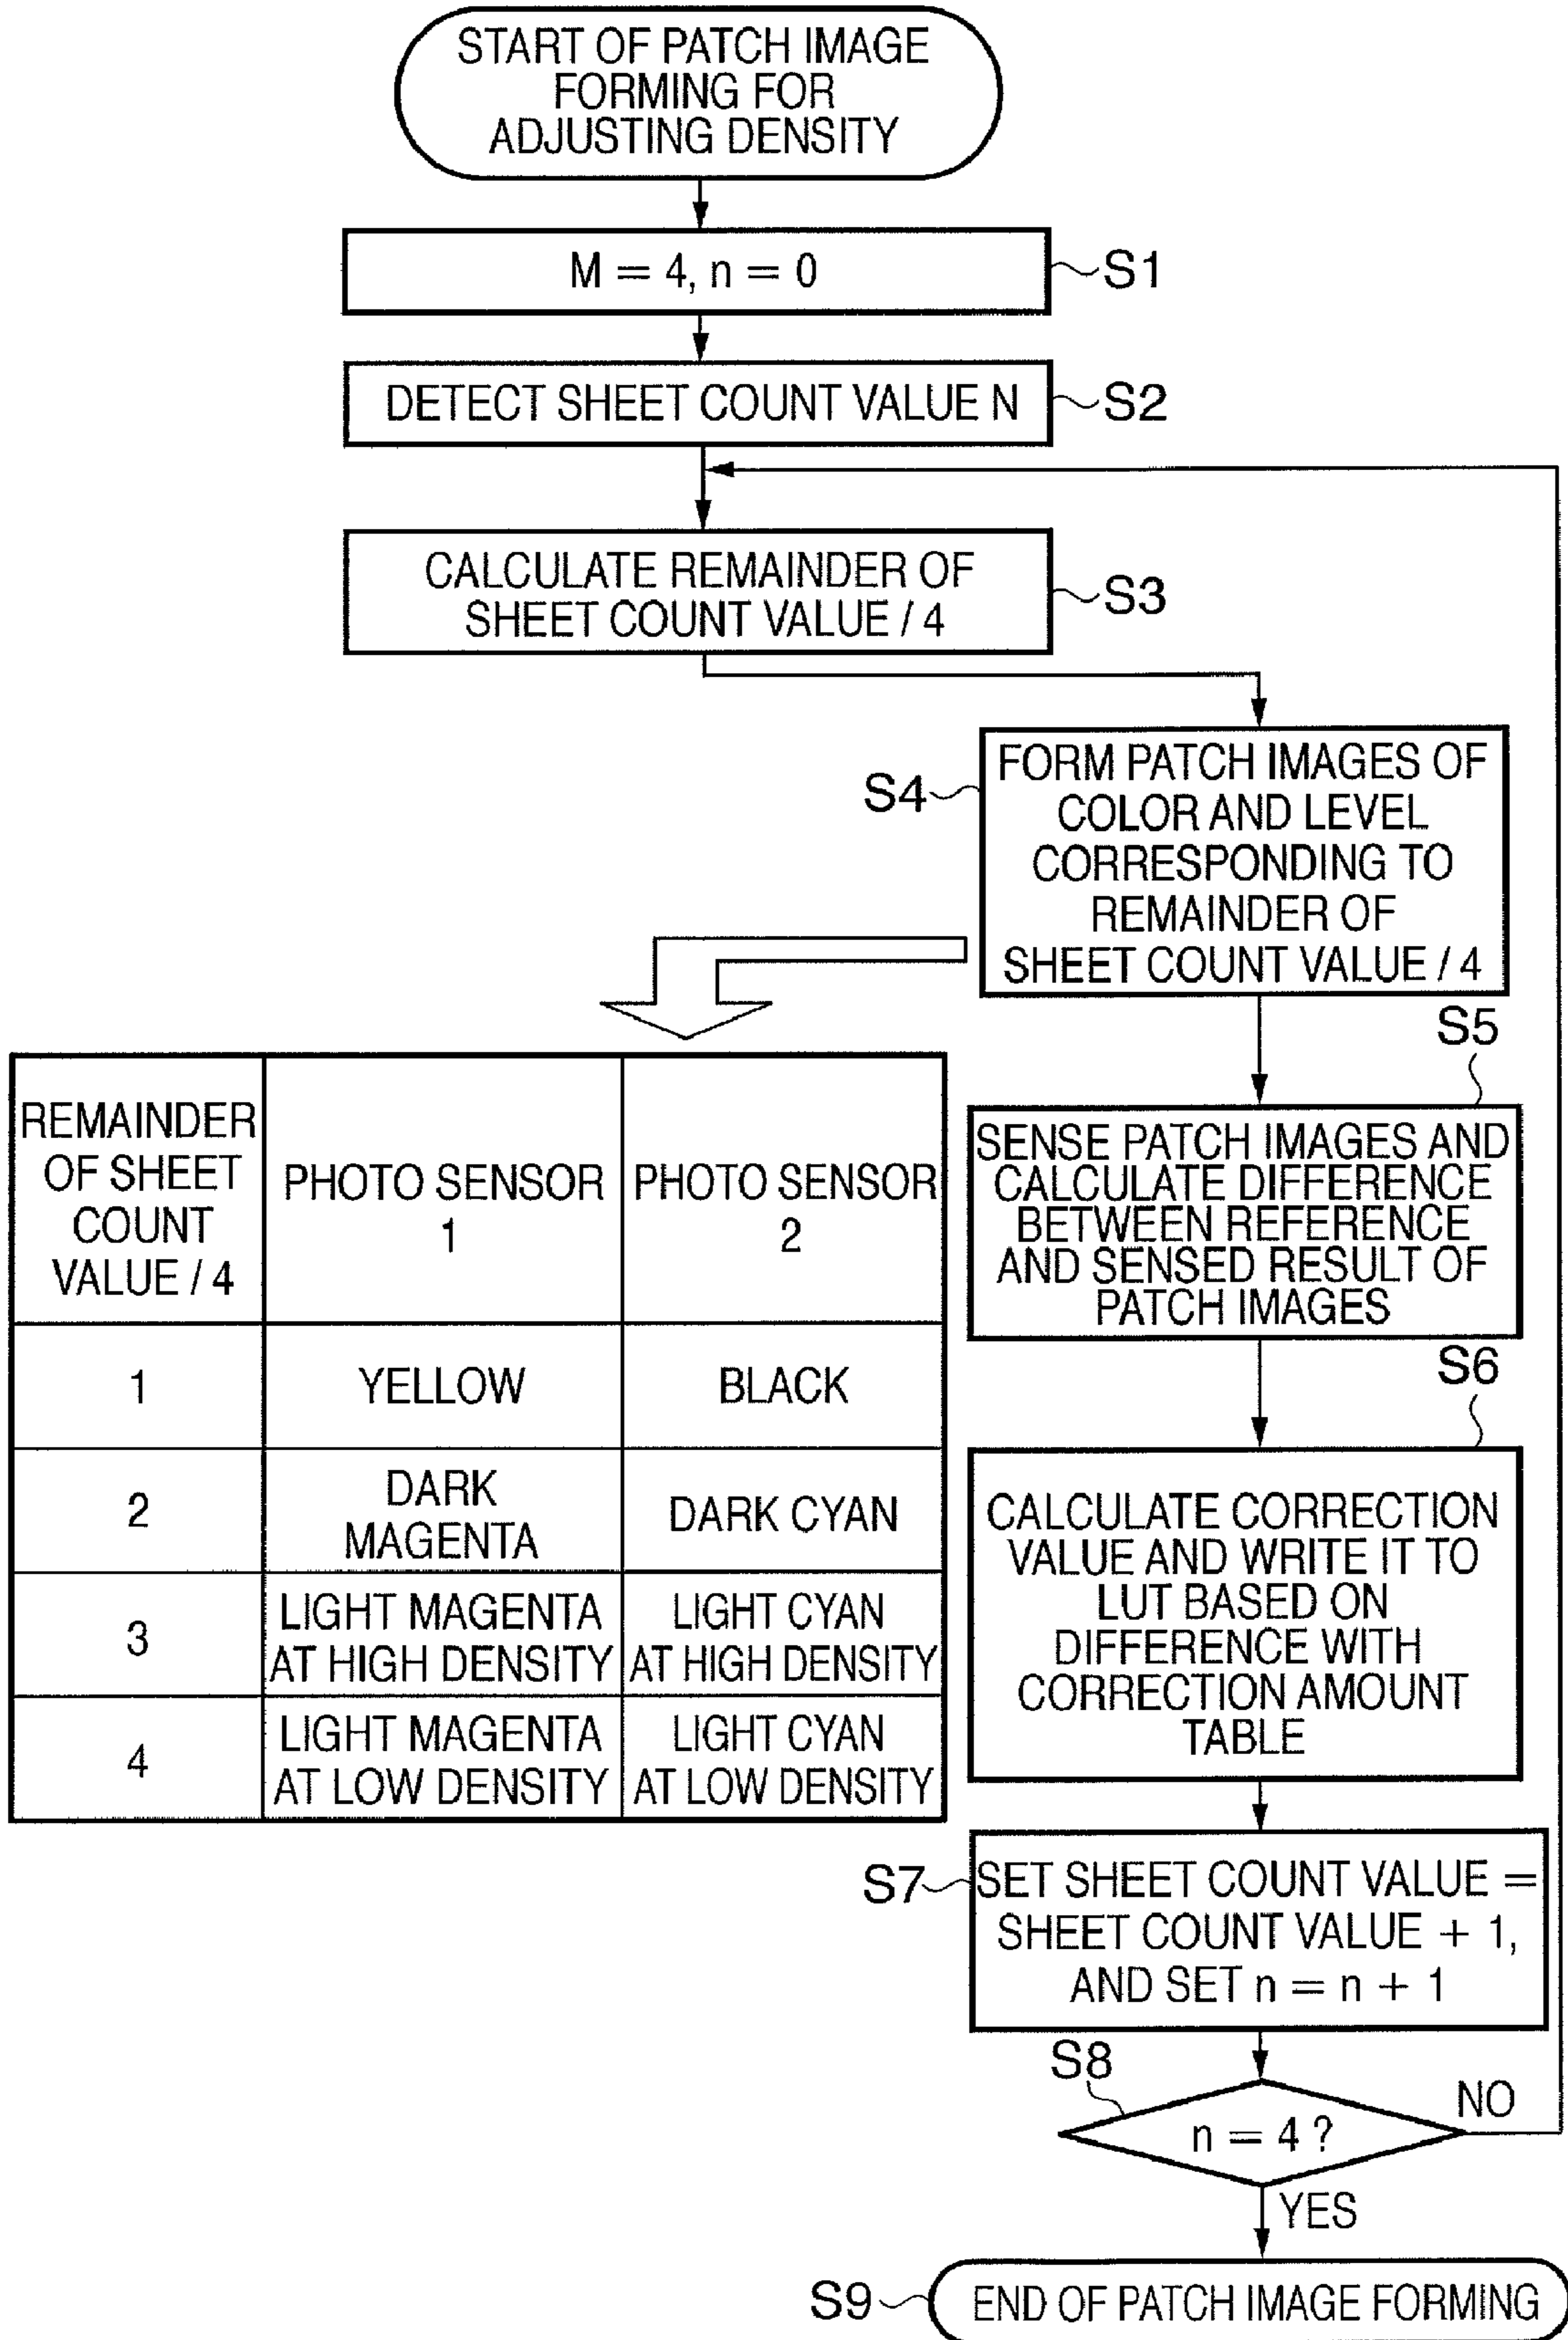 START OF PATCH IMAGE
FORMING FOR
ADJUSTING DENSITY
M = 4, n = 0
S1
DETECT SHEET COUNT VALUE N
S2
CALCULATE REMAINDER OF
SHEET COUNT VALUE / 4
S3
S4
FORM PATCH IMAGES OF
COLOR AND LEVEL
CORRESPONDING TO
REMAINDER OF
SHEET COUNT VALUE / 4
REMAINDER
OF SHEET
COUNT
VALUE / 4
PHOTO SENSOR
1
PHOTO SENSOR
2
1
YELLOW
BLACK
2
DARK
MAGENTA
DARK CYAN
3
LIGHT MAGENTA
AT HIGH DENSITY
LIGHT CYAN
AT HIGH DENSITY
4
LIGHT MAGENTA
AT LOW DENSITY
LIGHT CYAN
AT LOW DENSITY
S5
SENSE PATCH IMAGES AND
CALCULATE DIFFERENCE
BETWEEN REFERENCE
AND SENSED RESULT OF
PATCH IMAGES
S6
CALCULATE CORRECTION
VALUE AND WRITE IT TO
LUT BASED ON
DIFFERENCE WITH
CORRECTION AMOUNT
TABLE
S7
SET SHEET COUNT VALUE =
SHEET COUNT VALUE + 1,
AND SET n = n + 1
S8
n = 4 ?
NO
YES
S9
END OF PATCH IMAGE FORMING